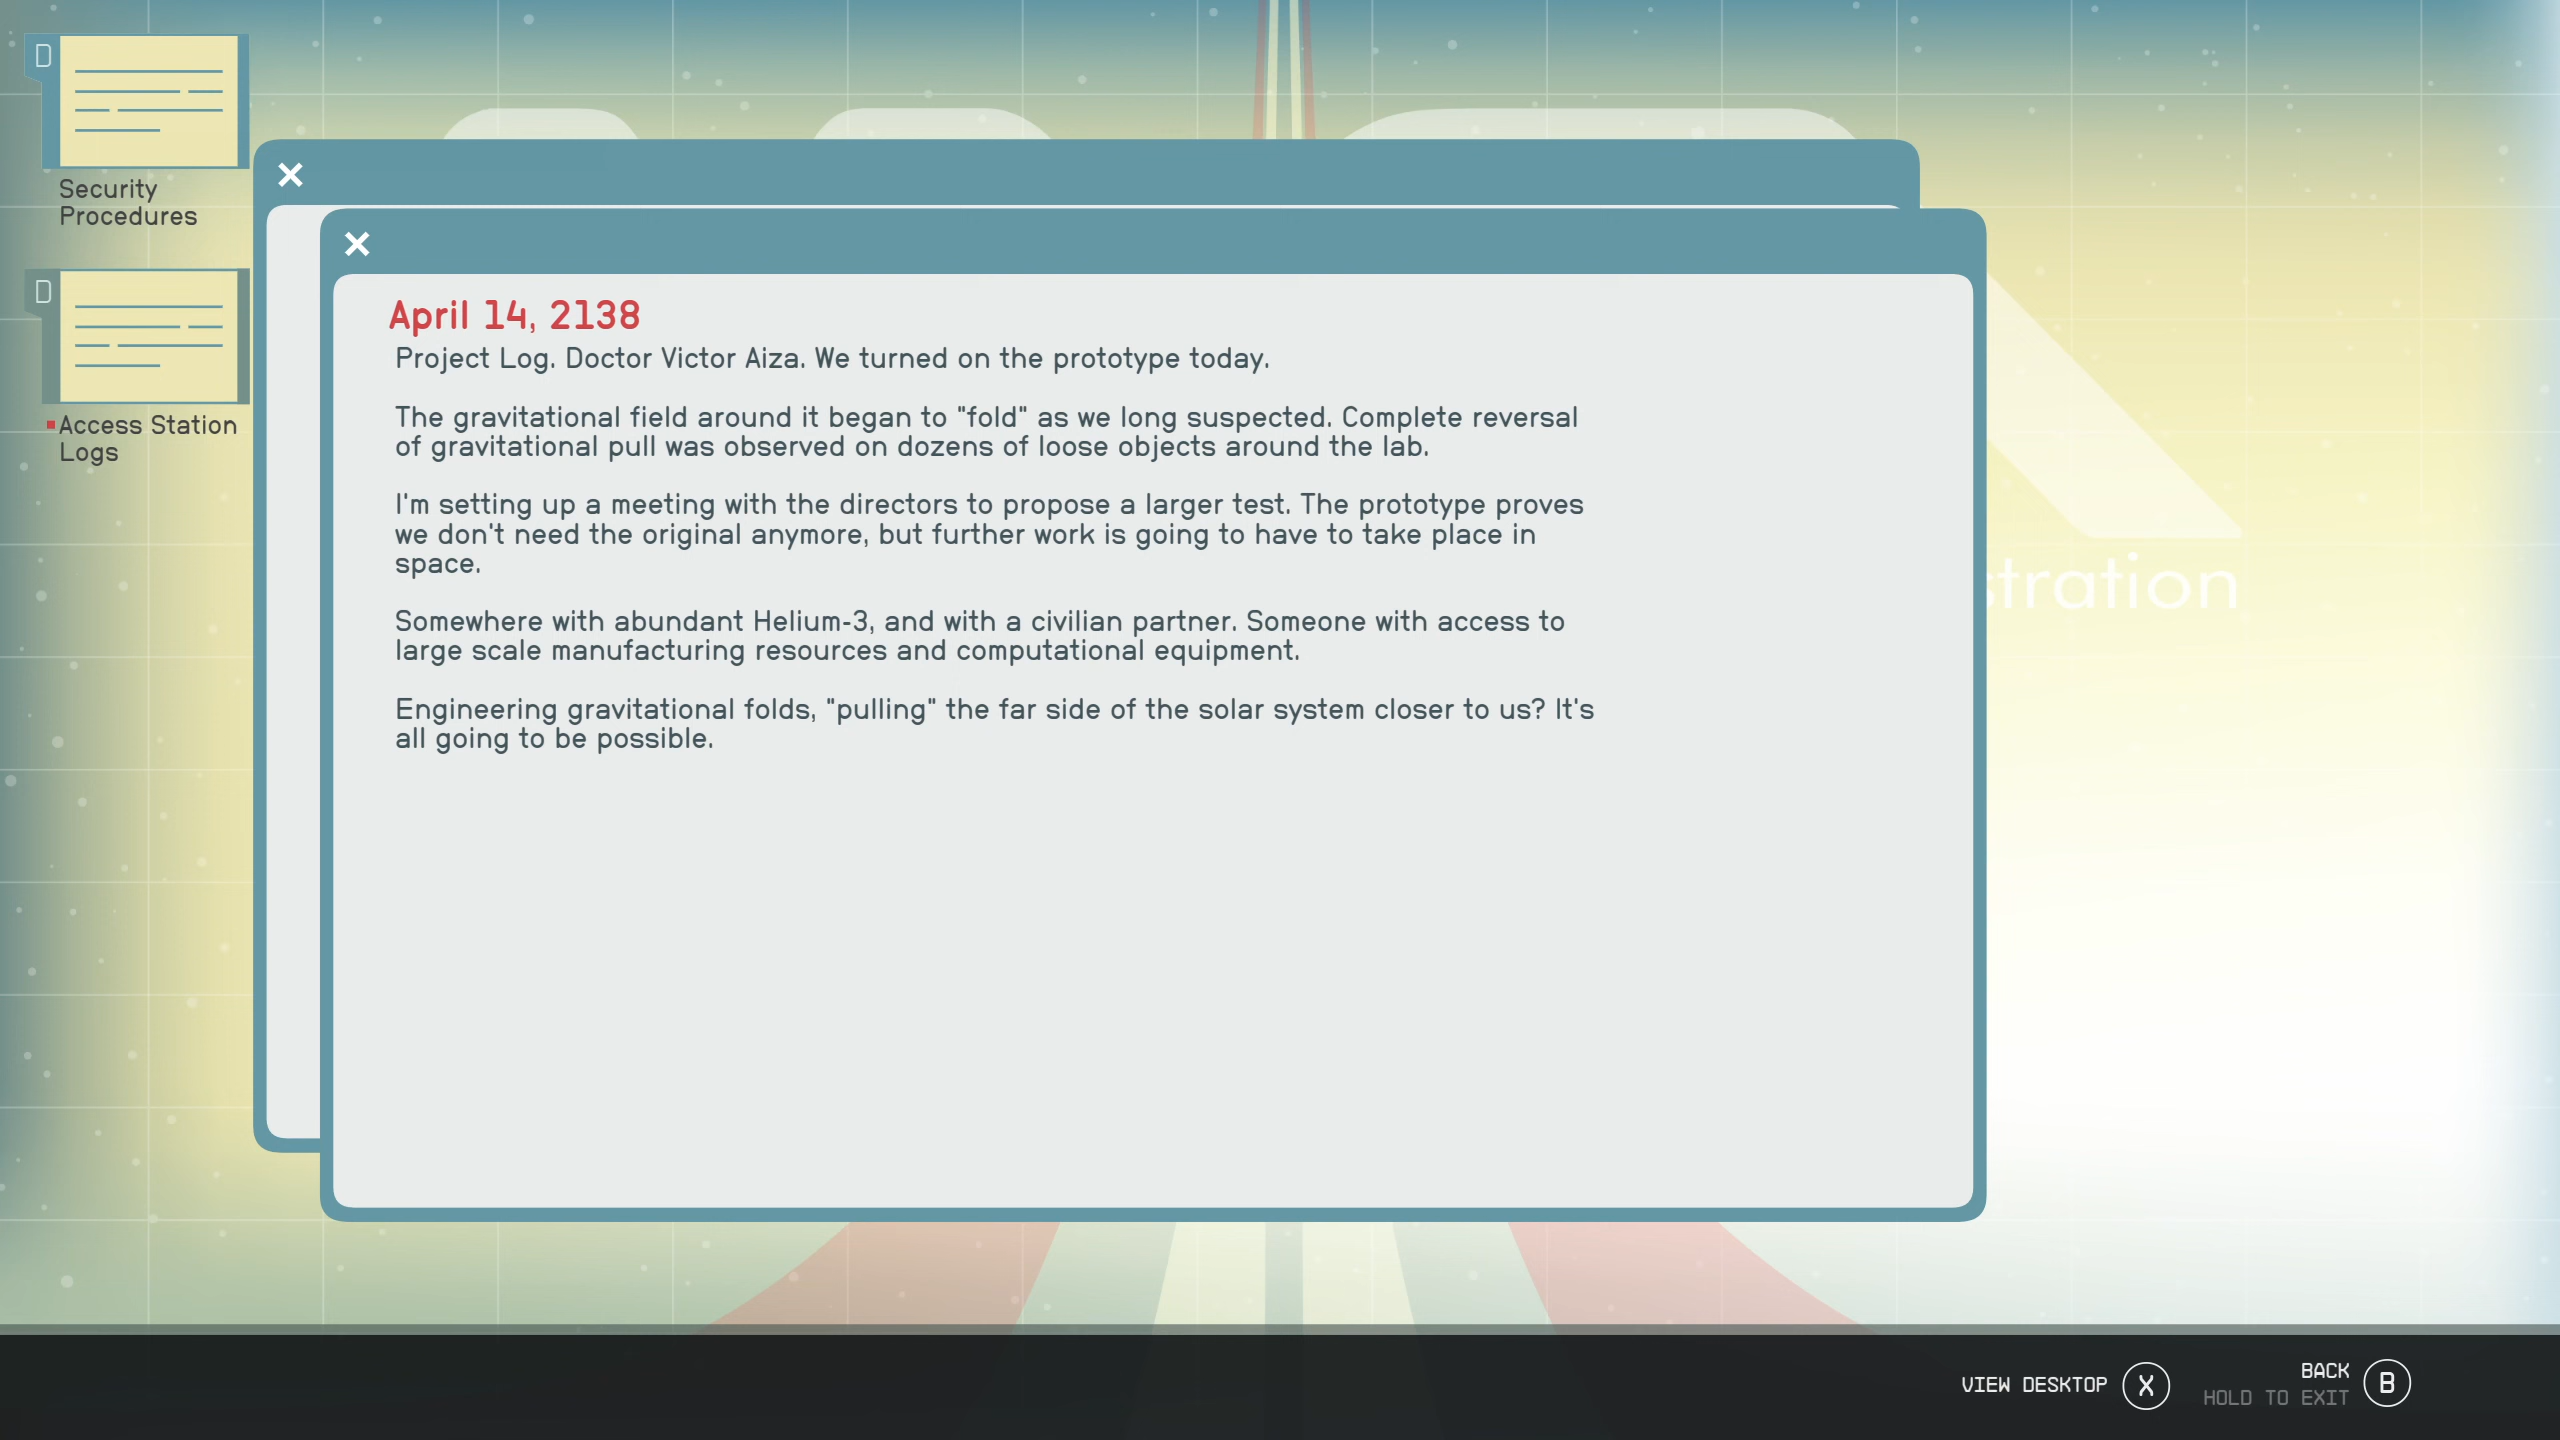 Security
Procedures
Access Station
Logs
April 14, 2138
Project Log. Doctor Victor Aiza. We turned on the prototype today.
The gravitational field around it began to "fold" as we long suspected. Complete reversal
of gravitational pull was observed on dozens of loose objects around the lab.
I'm setting up a meeting with the directors to propose a larger test. The prototype proves
we don't need the original anymore, but further work is going to have to take place in
space.
Somewhere with abundant Helium-3, and with a civilian partner. Someone with access to
large scale manufacturing resources and computational equipment.
Engineering gravitational folds, "pulling" the far side of the solar system closer to us? It's
all going to be possible.
stration
VIEW DESKTOP X
BACK B
HOLD TO EXIT